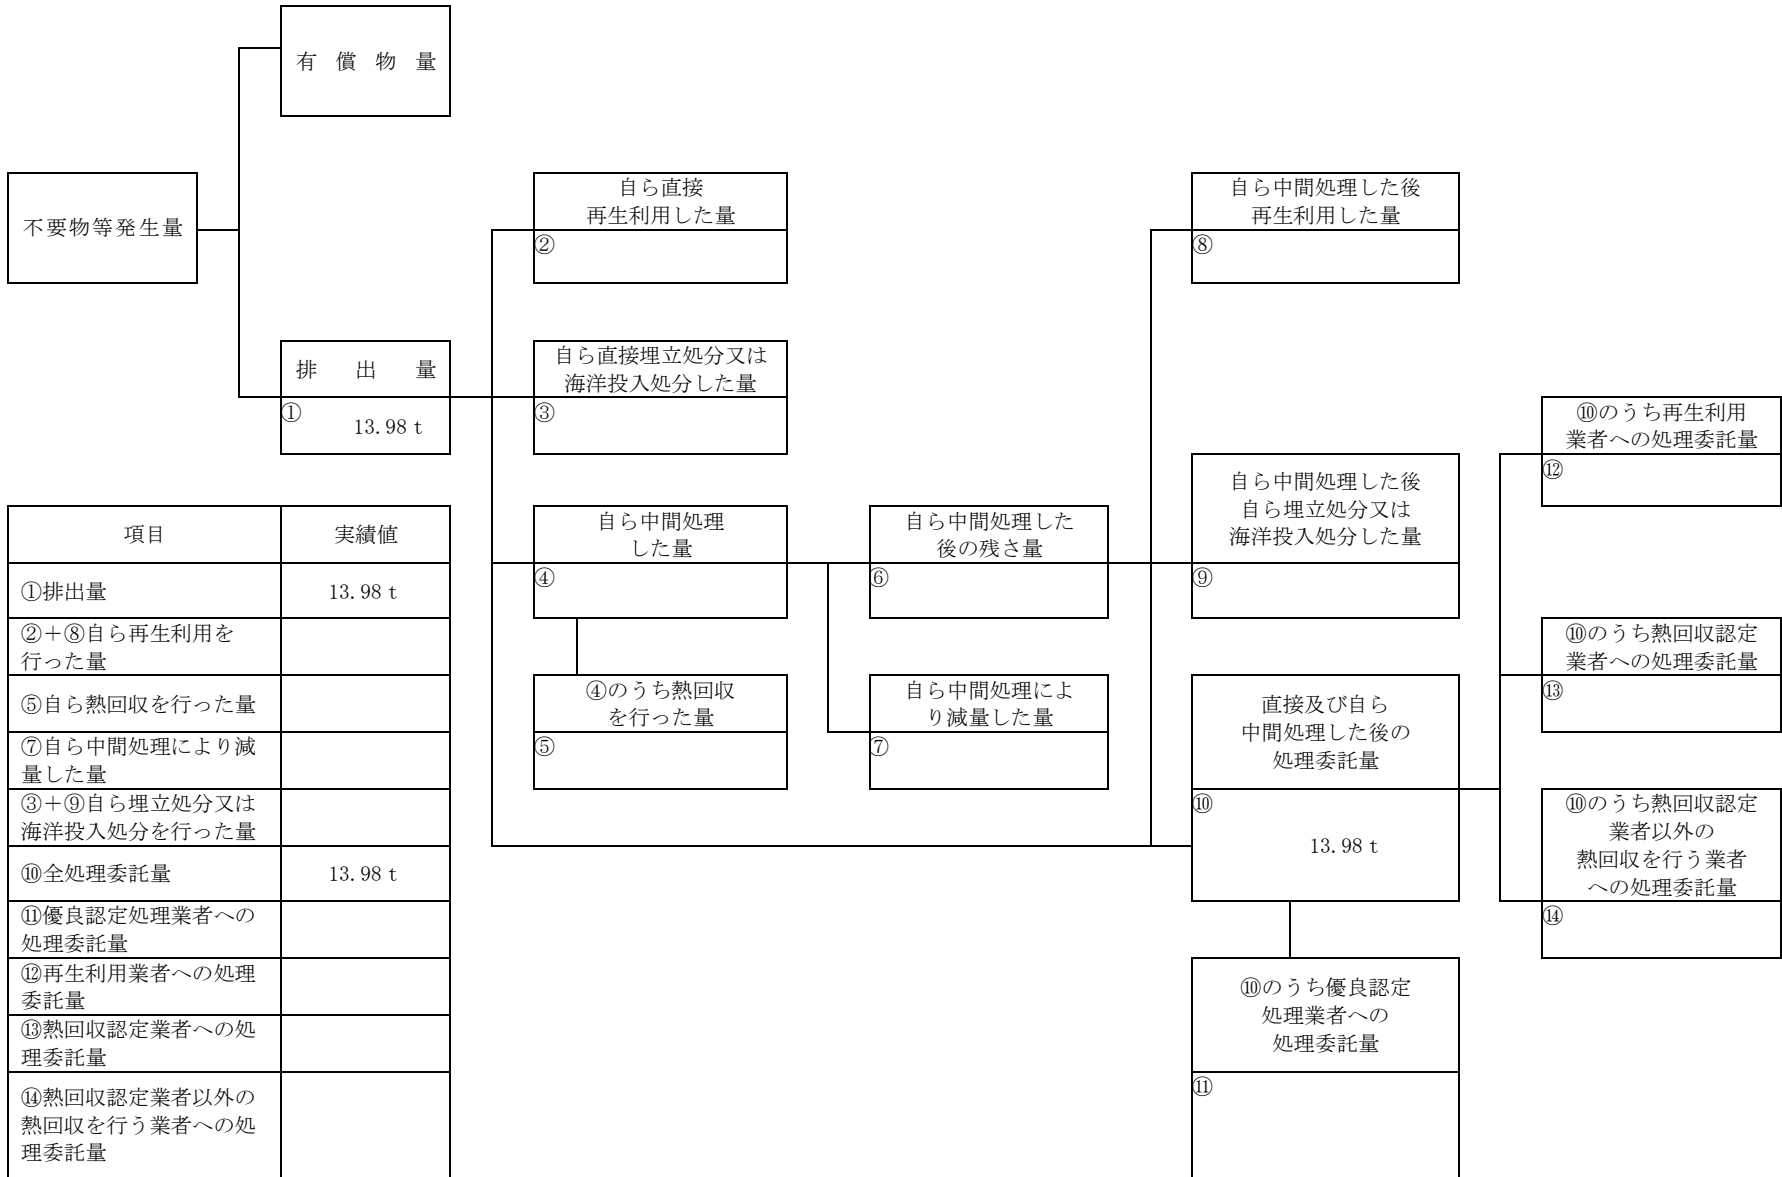 有償物量
不要物等発生量
排出量
①
13.98 t
自ら直接
再生利用した量
②
自ら直接埋立処分又は
海洋投入処分した量
③
自ら中間処理
した量
④
④のうち熱回収
を行った量
⑤
自ら中間処理した
後の残さ量
⑥
自ら中間処理によ
り減量した量
⑦
自ら中間処理した後
再生利用した量
⑧
自ら中間処理した後
自ら埋立処分又は
海洋投入処分した量
⑨
直接及び自ら
中間処理した後の
処理委託量
⑩
13.98 t
⑩のうち優良認定
処理業者への
処理委託量
⑪
⑩のうち再生利用
業者への処理委託量
⑫
⑩のうち熱回収認定
業者への処理委託量
⑬
⑩のうち熱回収認定
業者以外の
熱回収を行う業者
への処理委託量
⑭
項目 実績値
①排出量 13.98 t
②＋⑧自ら再生利用を
行った量
⑤自ら熱回収を行った量
⑦自ら中間処理により減
量した量
③＋⑨自ら埋立処分又は
海洋投入処分を行った量
⑩全処理委託量 13.98 t
⑪優良認定処理業者への
処理委託量
⑫再生利用業者への処理
委託量
⑬熱回収認定業者への処
理委託量
⑭熱回収認定業者以外の
熱回収を行う業者への処
理委託量